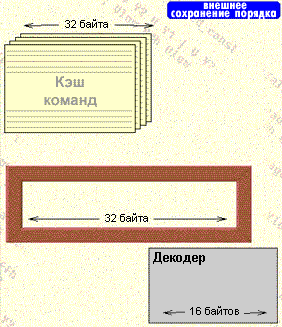 внешнее
сохранение порядка
32 байта
Кэш
команд
32 байта
Декодер
16 байтов